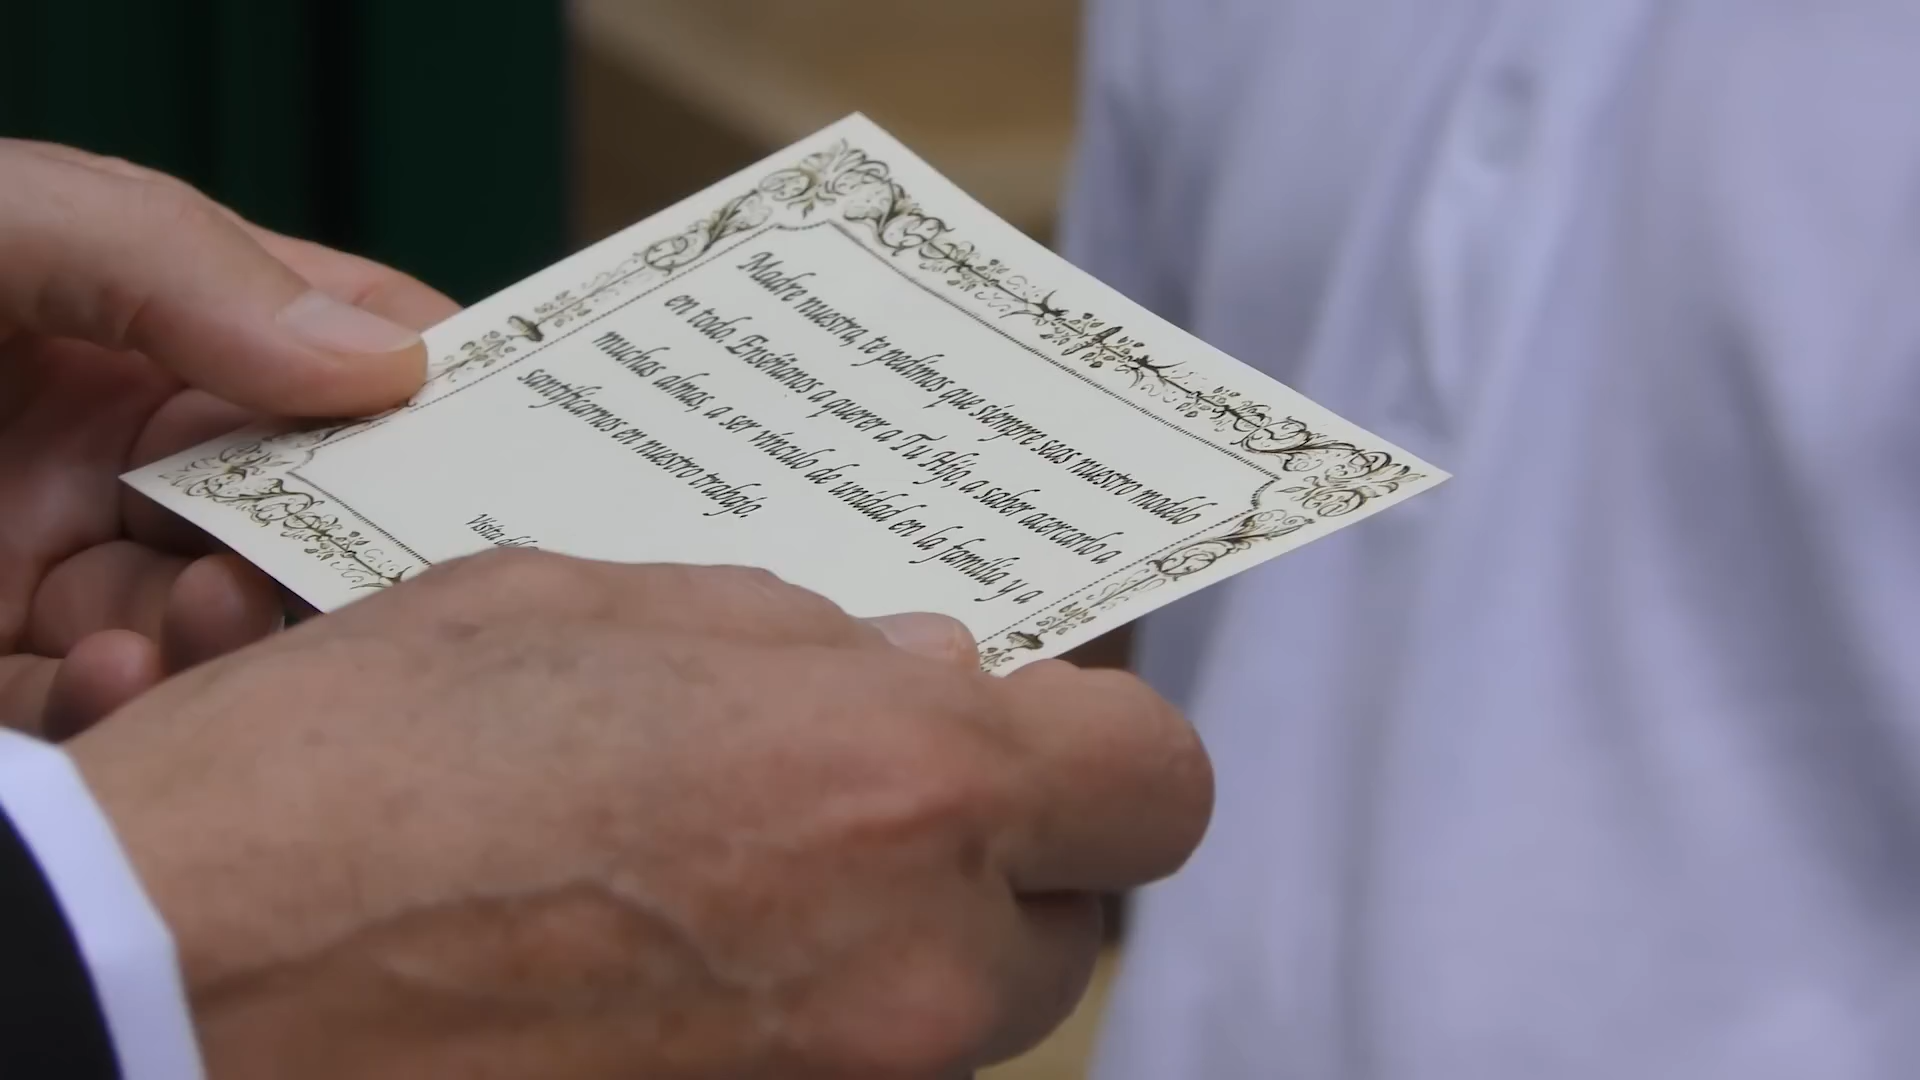 Madre nuestra, te pedimos que siempre seas nuestro modelo
en todo. Enséñanos a querer a Tu Hijo, a saber acercarlo a
muchas almas, a ser vínculo de unidad en la familia y a
santificarnos en nuestro trabajo.